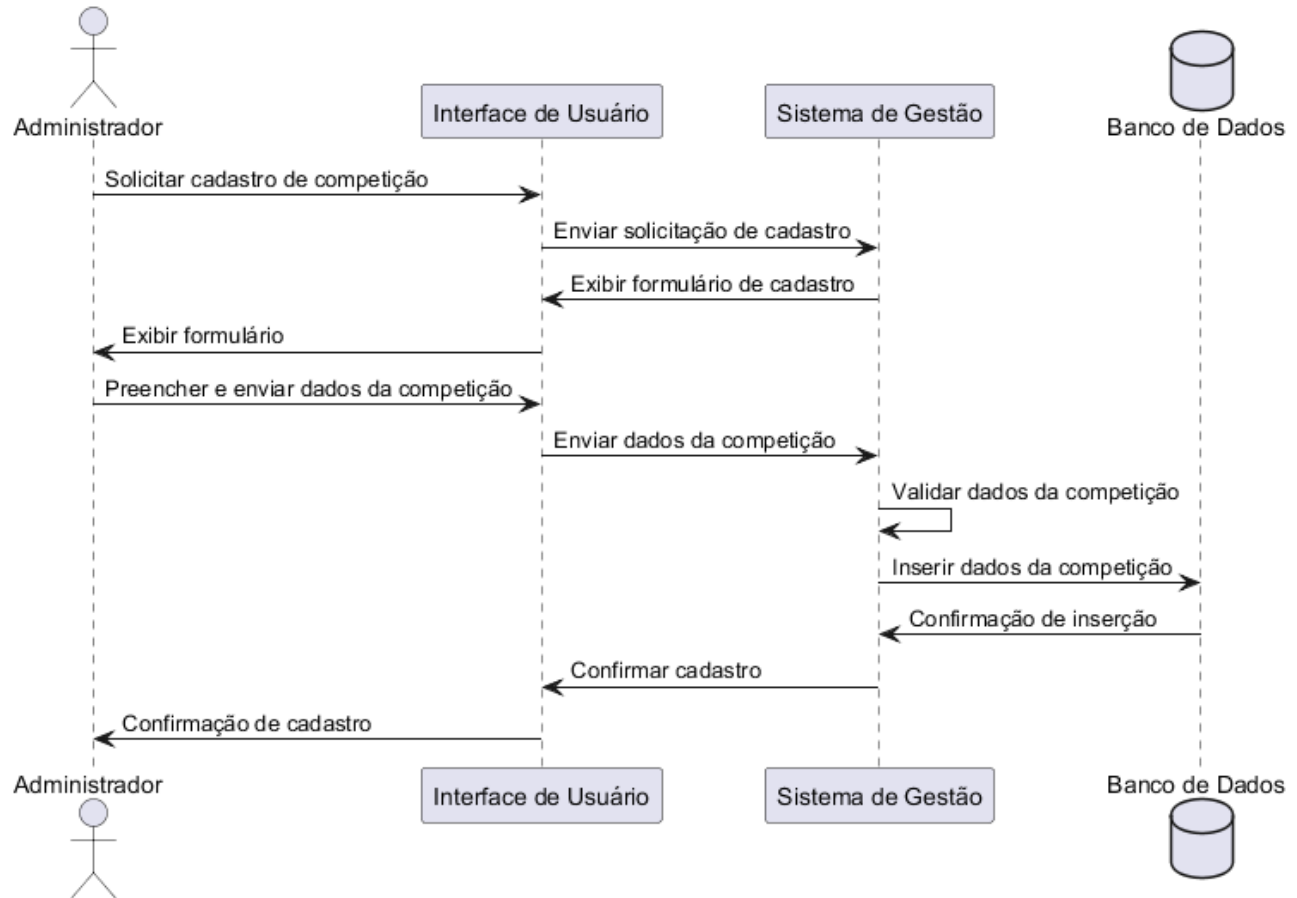 Administrador
Interface de Usuário
Sistema de Gestão
Banco de Dados
Solicitar cadastro de competição
Enviar solicitação de cadastro
Exibir formulário de cadastro
Exibir formulário
Preencher e enviar dados da competição
Enviar dados da competição
Validar dados da competição
Inserir dados da competição
Confirmação de inserção
Confirmar cadastro
Confirmação de cadastro
Administrador
Interface de Usuário
Sistema de Gestão
Banco de Dados